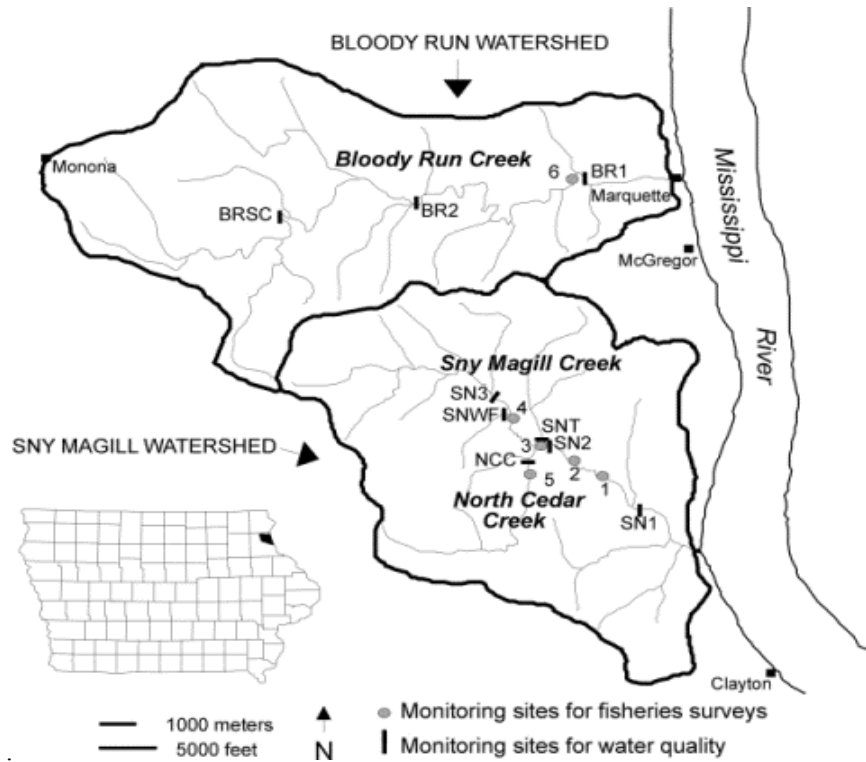 BLOODY RUN WATERSHED
Monona
Bloody Run Creek
6
BR1
Marquette
BRSC
BR2
McGregor
Mississippi
River
Sny Magill Creek
SN3
4
SNWF
SNT
3
SN2
SNY MAGILL WATERSHED
NCC
5
2
1
North Cedar
Creek
SN1
Clayton
1000 meters
5000 feet
N
Monitoring sites for fisheries surveys
Monitoring sites for water quality
.